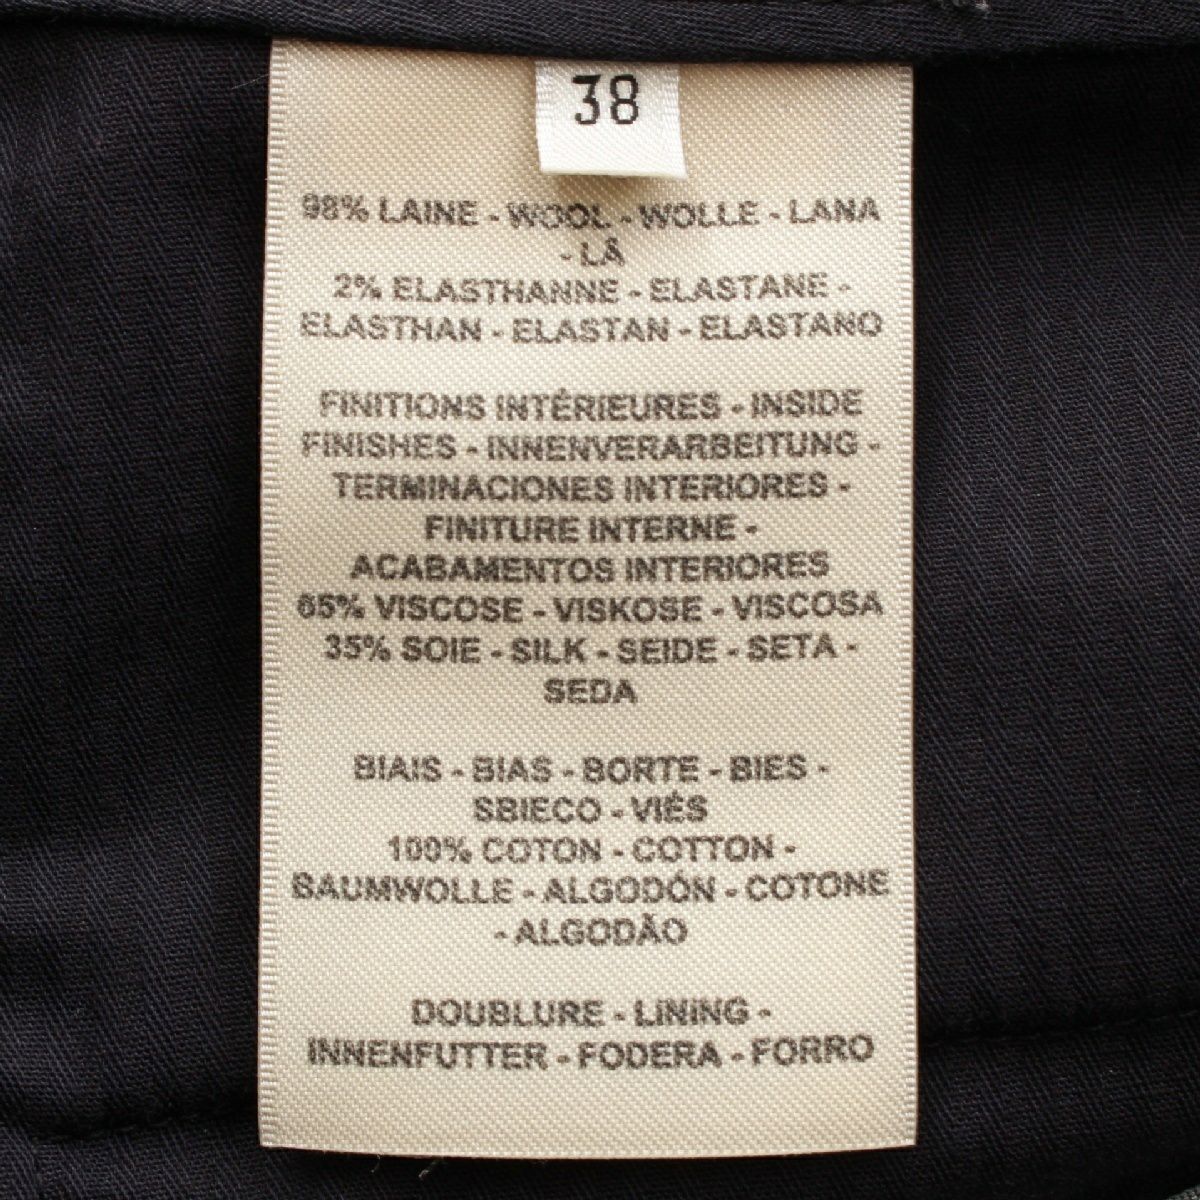 38
98% LAINE - WOOL - WOLLE - LANA
- LÂ
2% ELASTHANNE - ELASTANE -
ELASTHAN - ELASTAN - ELASTANO
FINITIONS INTÉRIEURES - INSIDE
FINISHES - INNENVERARBEITUNG -
TERMINACIONES INTERIORES -
FINITURE INTERNE -
ACABAMENTOS INTERIORES
65% VISCOSE - VISKOSE - VISCOSA
35% SOIE - SILK - SEIDE - SETA -
SEDA
BIAIS - BIAS - BORTE - BIES -
SBIECO - VIÉS
100% COTON - COTTON -
BAUMWOLLE - ALGODÓN - COTONE
- ALGODÃO
DOUBLURE - LINING -
INNENFUTTER - FODERA - FORRO